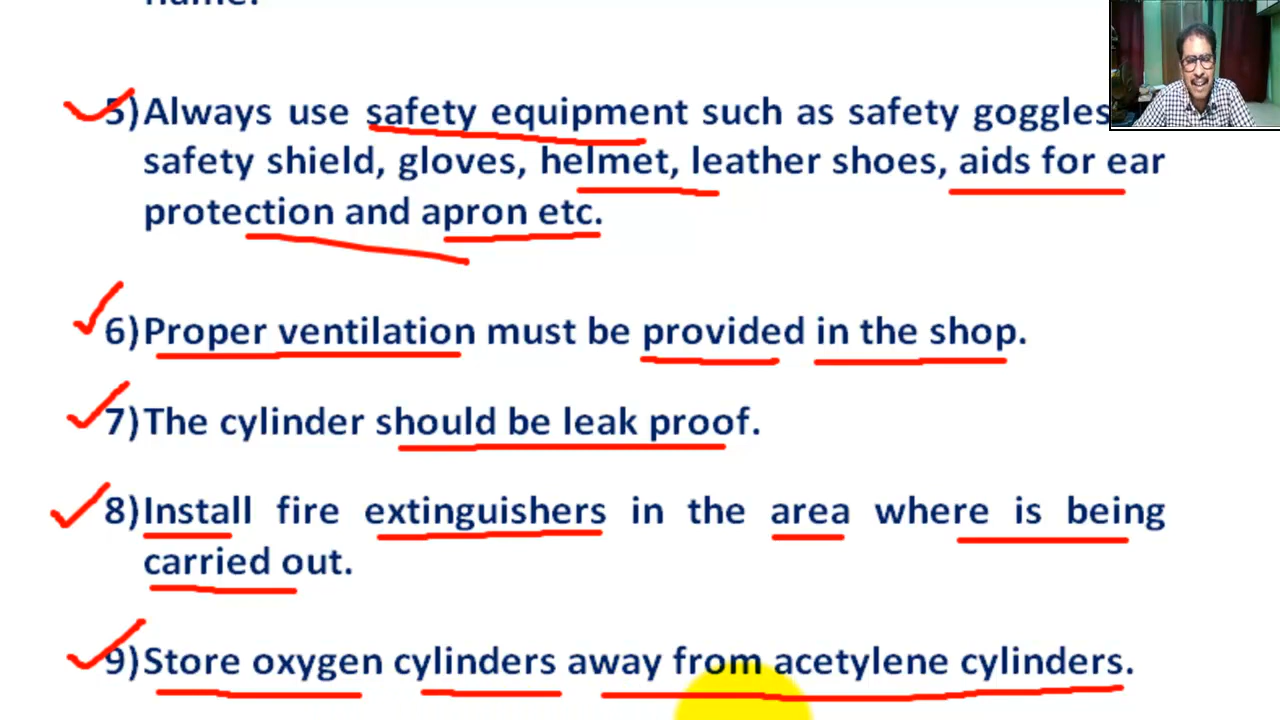 name.
5) Always use safety equipment such as safety goggles
safety shield, gloves, helmet, leather shoes, aids for ear
protection and apron etc.
6) Proper ventilation must be provided in the shop.
7) The cylinder should be leak proof.
8) Install fire extinguishers in the area where is being
carried out.
9) Store oxygen cylinders away from acetylene cylinders.